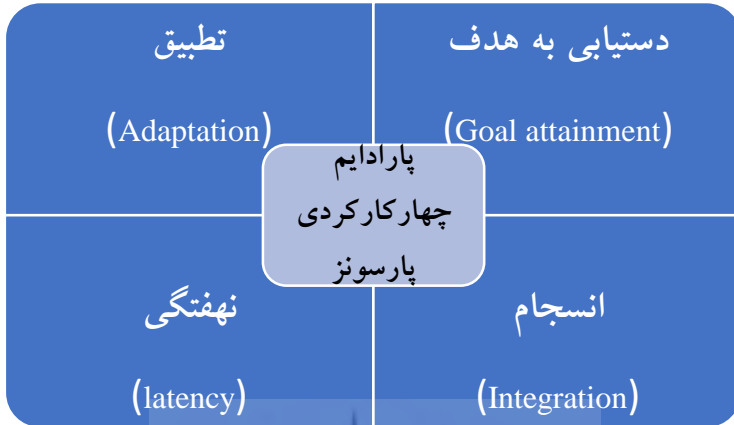 دستیابی به هدف
(Goal attainment)
تطبیق
(Adaptation)
پارادایم
چهارکارکردی
پارسونز
انسجام
(Integration)
نهفتگی
(latency)